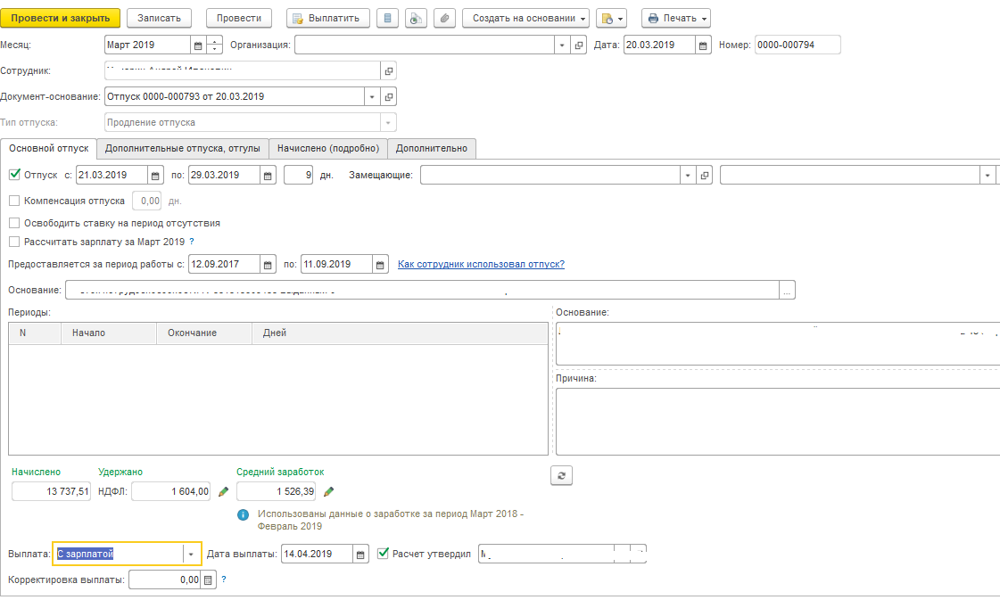 Провести и закрыть Записать Провести Выплатить Создать на основании Печать
Месяц: Март 2019 Организация: Дата: 20.03.2019 Номер: 0000-000794
Сотрудник:
Документ-основание: Отпуск 0000-000793 от 20.03.2019
Тип отпуска: Продление отпуска
Основной отпуск Дополнительные отпуска, отгулы Начислено (подробно) Дополнительно
Отпуск с: 21.03.2019 по: 29.03.2019 9 дн. Замещающие:
Компенсация отпуска 0,00 дн.
Освободить ставку на период отсутствия
Рассчитать зарплату за Март 2019 ?
Предоставляется за период работы с: 12.09.2017 по: 11.09.2019 Как сотрудник использовал отпуск?
Основание: ...
Периоды: Основание:
N Начало Окончание Дней
Причина:
Начислено Удержано Средний заработок
13 737,51 НДФЛ: 1 604,00 1 526,39
Использованы данные о заработке за период Март 2018 -
Февраль 2019
Выплата: С зарплатой Дата выплаты: 14.04.2019 Расчет утвердил
Корректировка выплаты: 0,00 ?